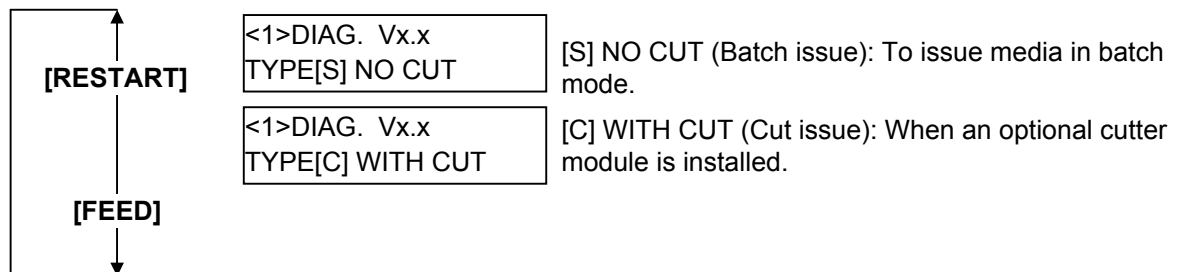 [RESTART]
<1>DIAG. Vx.x
TYPE[S] NO CUT
[S] NO CUT (Batch issue): To issue media in batch
mode.
<1>DIAG. Vx.x
TYPE[C] WITH CUT
[C] WITH CUT (Cut issue): When an optional cutter
module is installed.
[FEED]